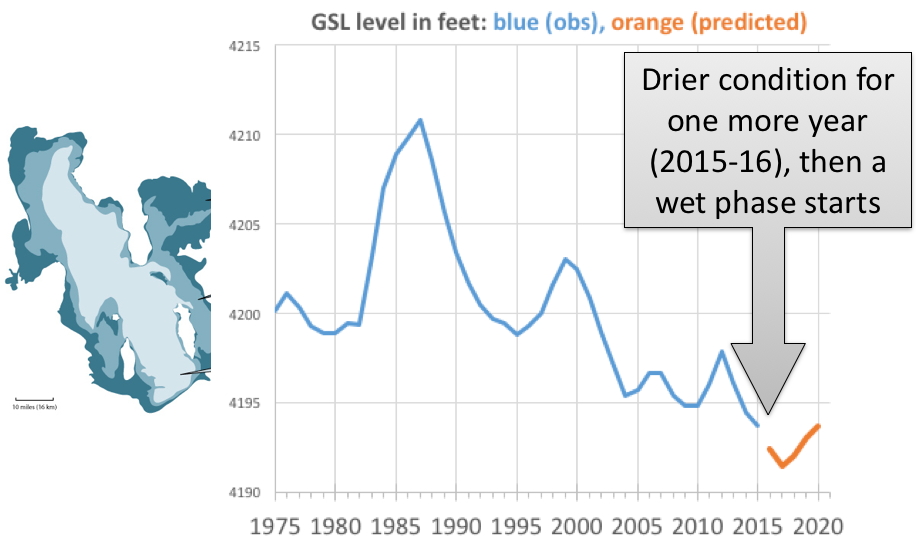 GSL level in feet: blue (obs), orange (predicted)
4215
4210
4205
4200
4195
4190
1975 1980 1985 1990 1995 2000 2005 2010 2015 2020
Drier condition for
one more year
(2015-16), then a
wet phase starts
10 miles (16 km)